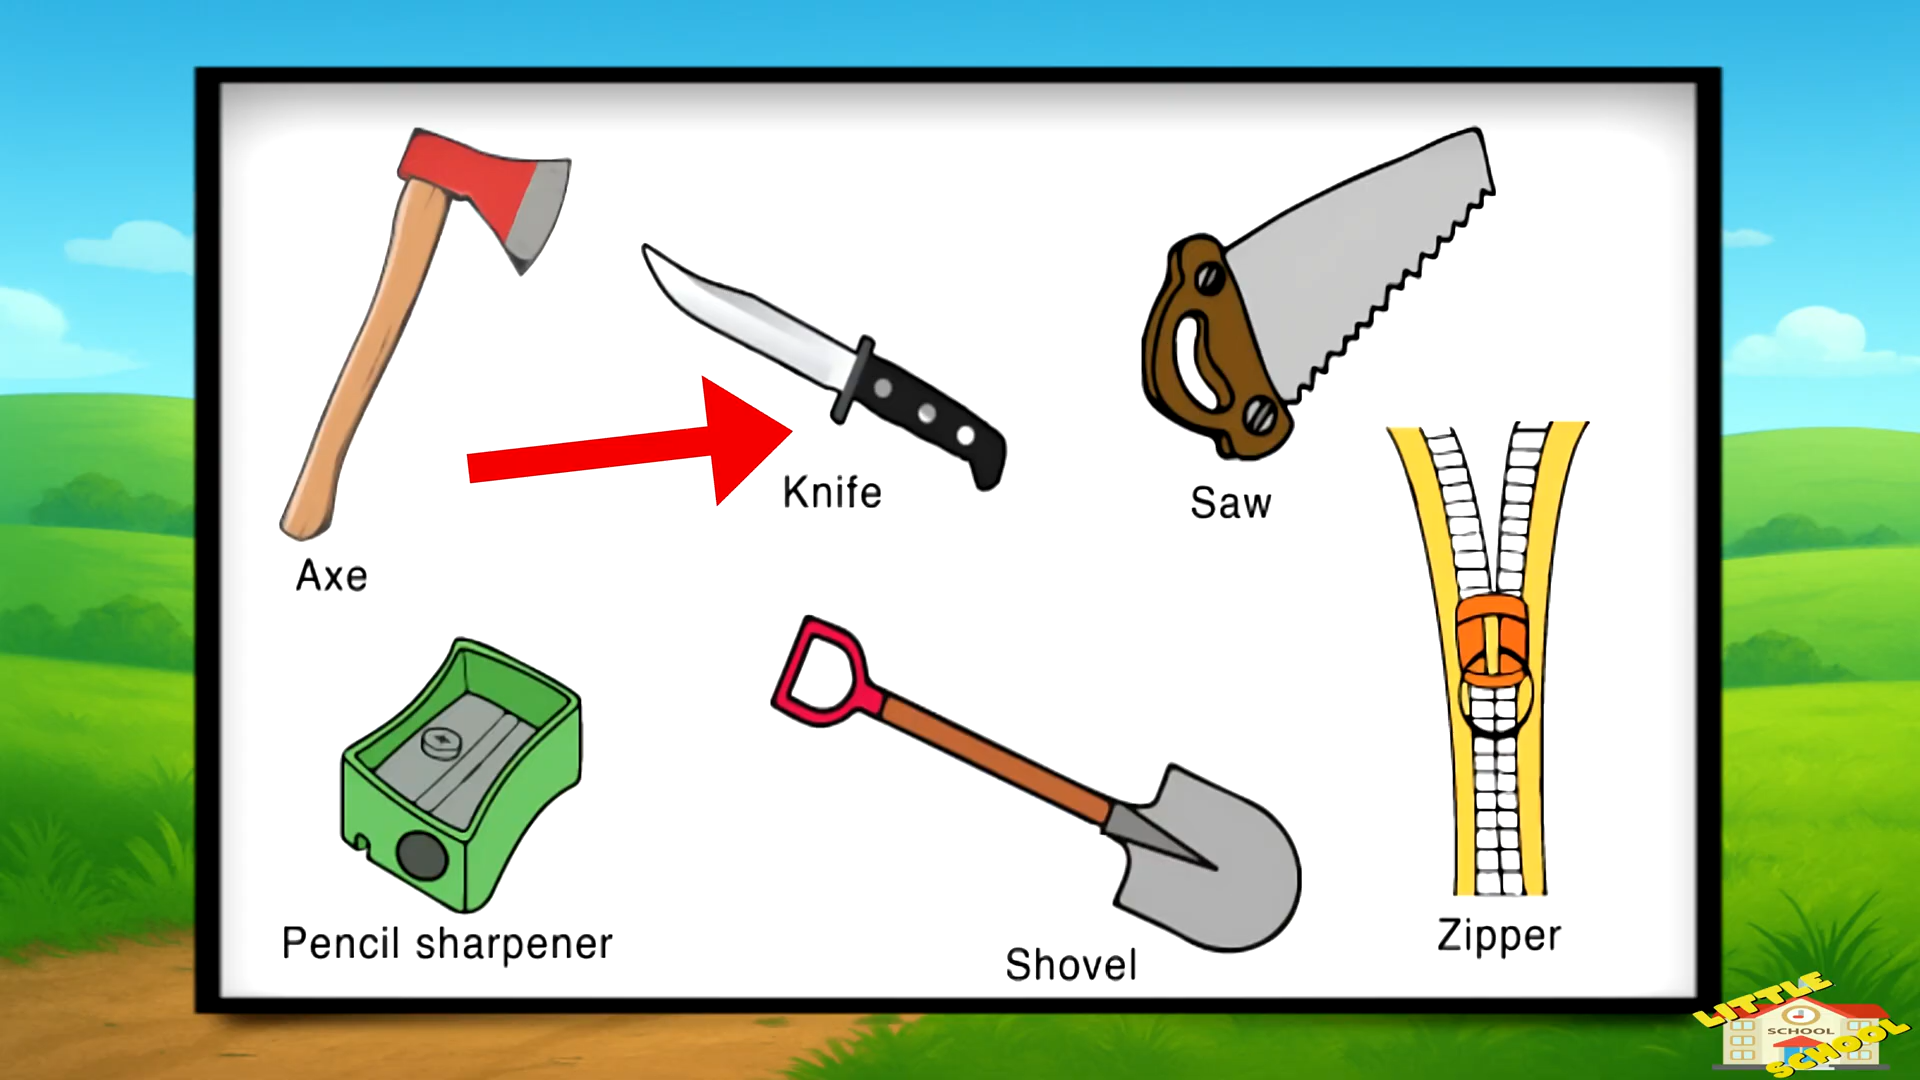 Axe
Knife
Saw
Pencil sharpener
Shovel
Zipper
LITTLE
SCHOOL
SCHOOL